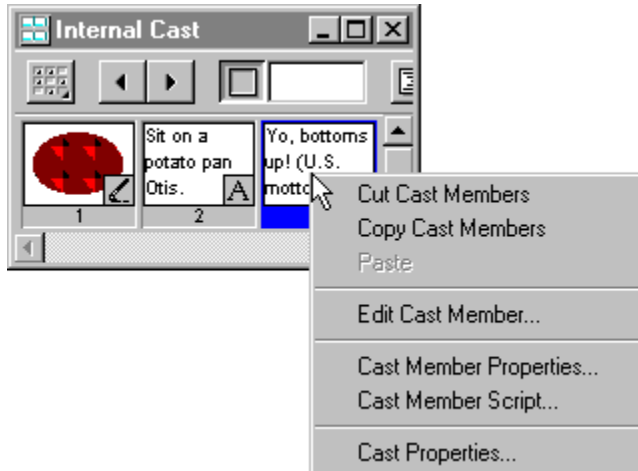 Internal Cast
Sit on a
potato pan
Otis.
A
Yo, bottoms
up! (U.S.
motto
1
2
Cut Cast Members
Copy Cast Members
Paste
Edit Cast Member...
Cast Member Properties...
Cast Member Script...
Cast Properties...